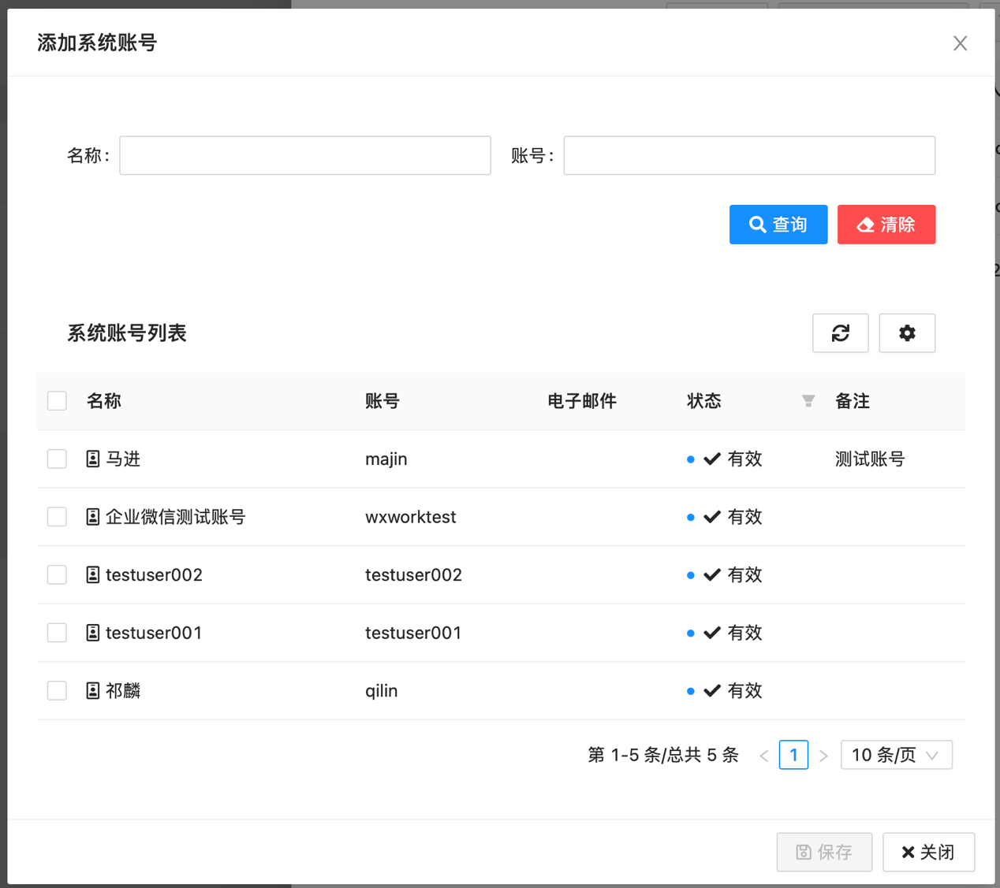 添加系统账号
名称：
账号：
查询 清除
系统账号列表
名称 账号 电子邮件 状态 备注
马进 majin 有效 测试账号
企业微信测试账号 wxworktest 有效
testuser002 testuser002 有效
testuser001 testuser001 有效
祁麟 qilin 有效
第 1-5 条/总共 5 条 1 10 条/页
保存 关闭